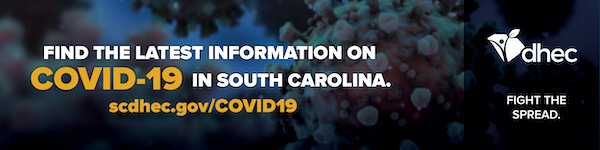 FIND THE LATEST INFORMATION ON
COVID-19 IN SOUTH CAROLINA.
scdhec.gov/COVID19
dhec
FIGHT THE
SPREAD.